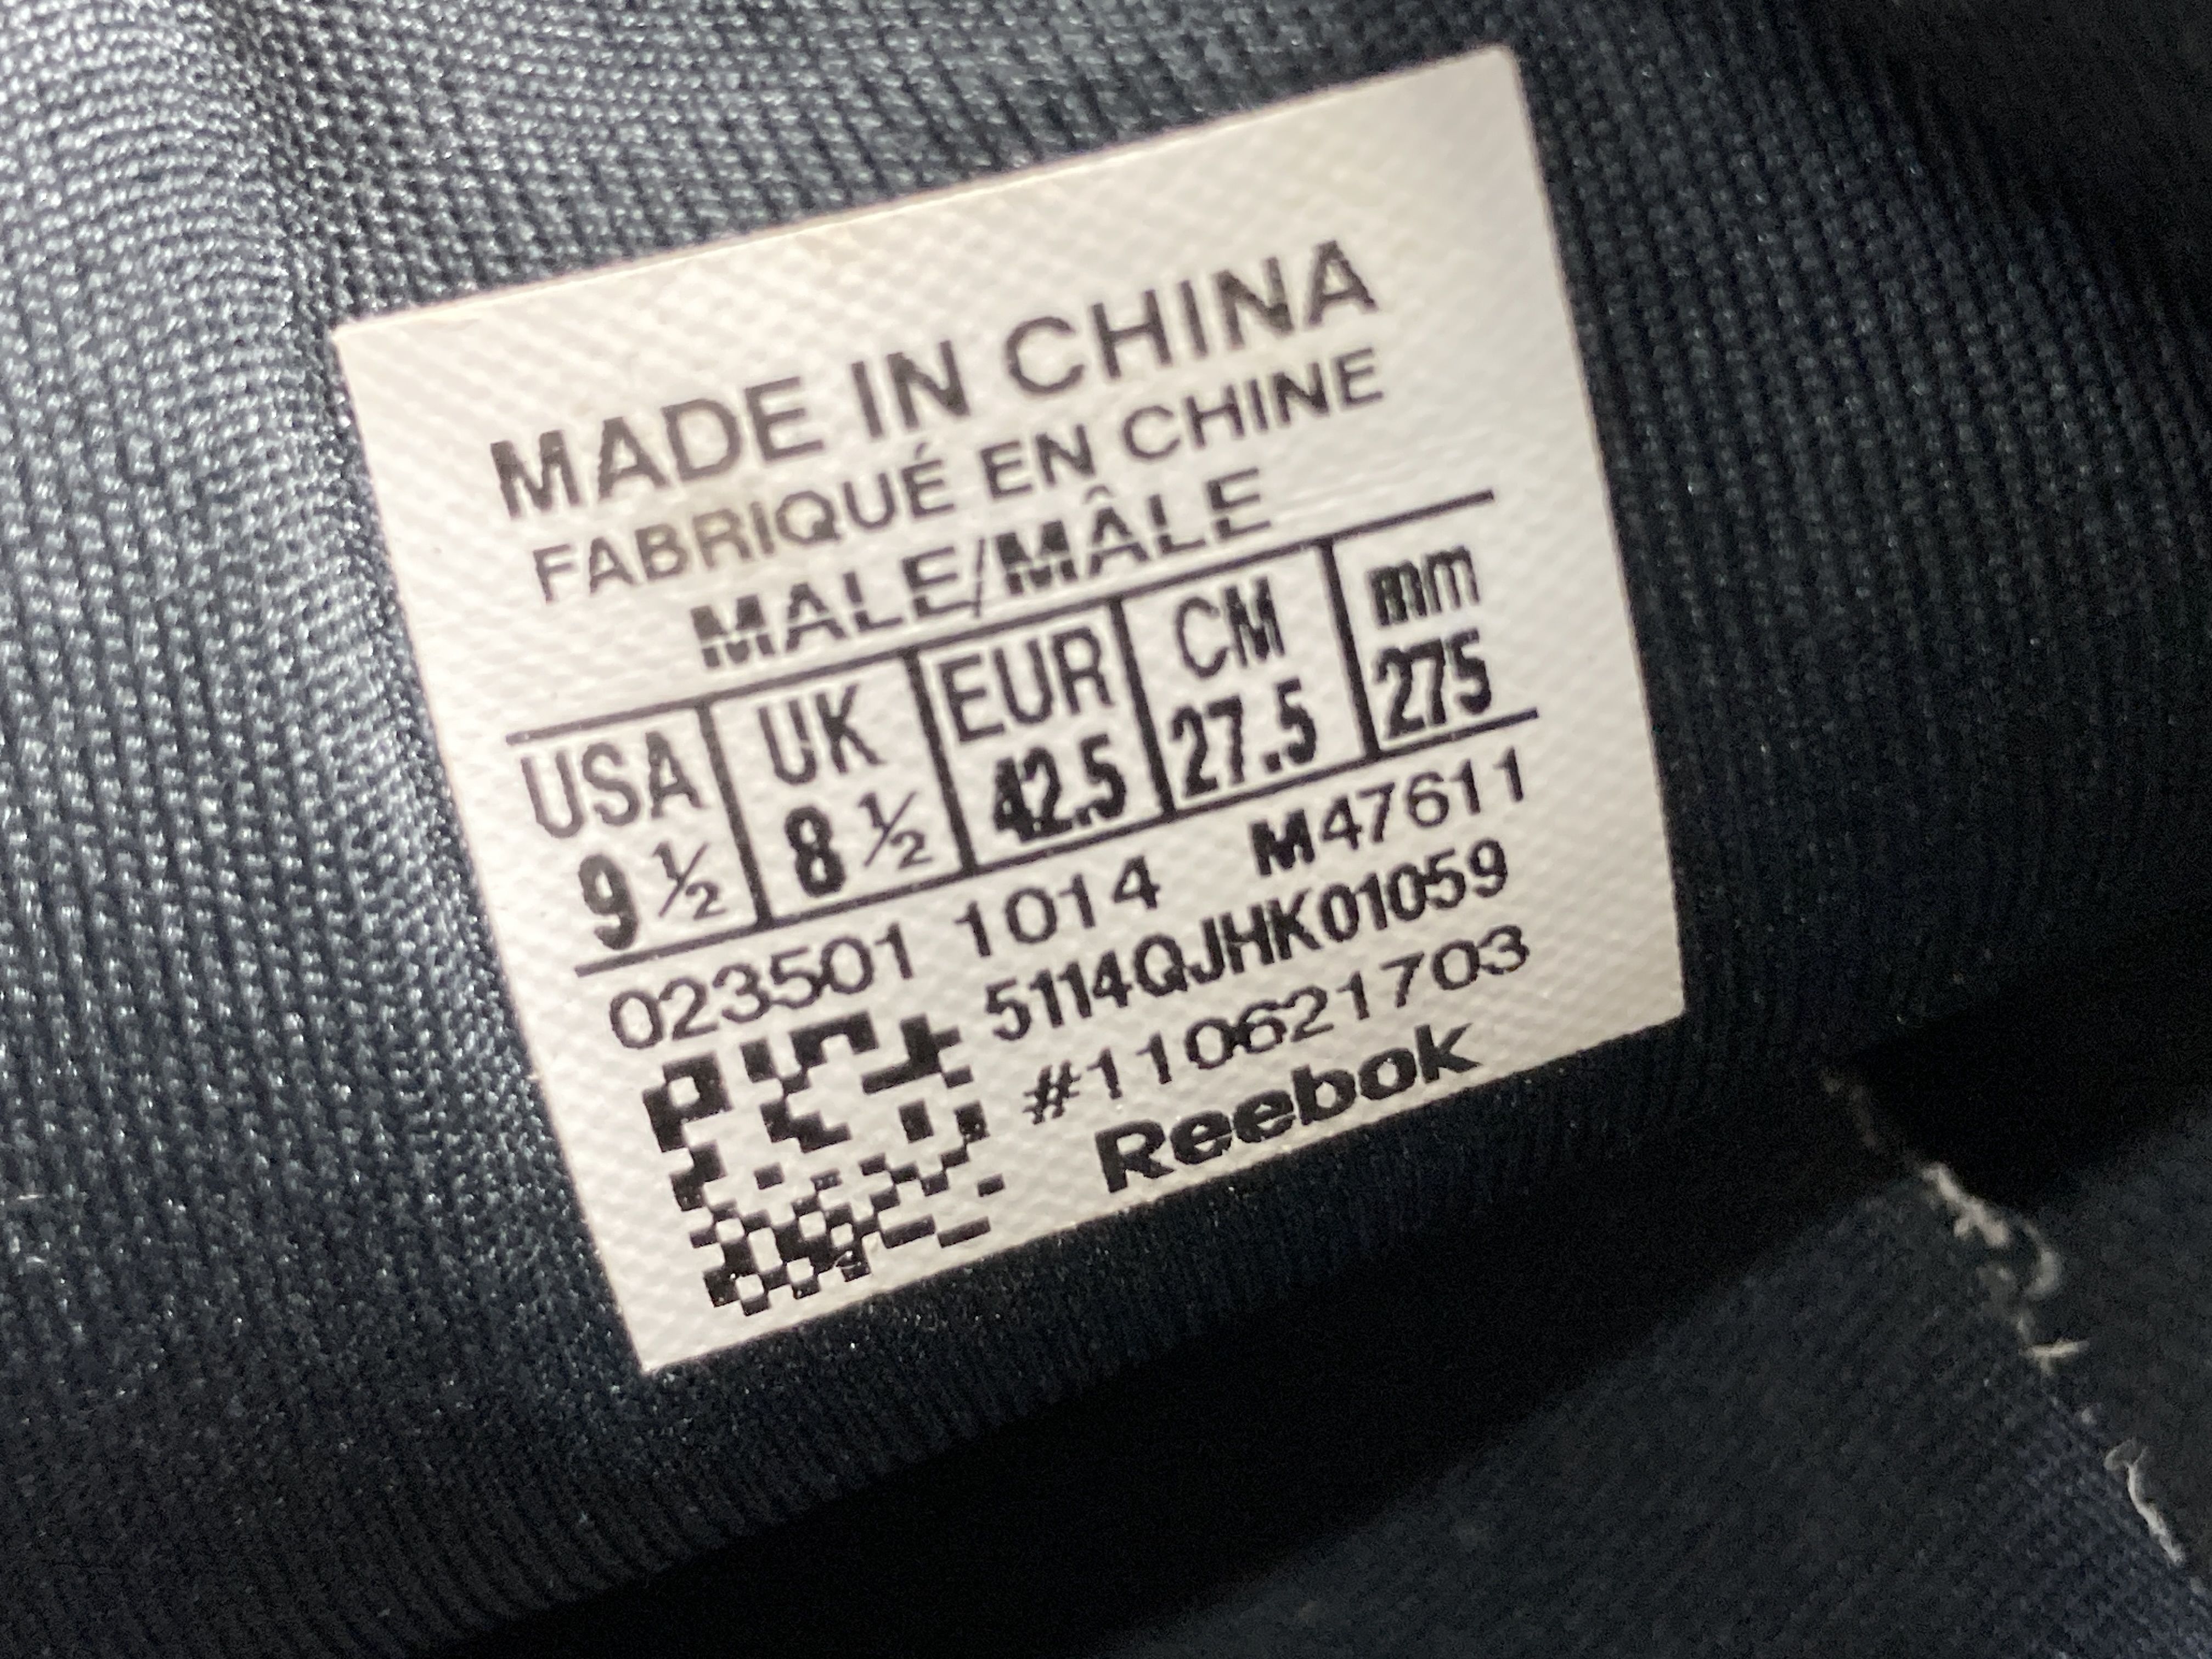 MADE IN CHINA
FABRIQUÉ EN CHINE
MALE/MÂLE
USA UK EUR CM mm
9 ½ 8 ½ 42.5 27.5 275
023501 1014 M47611
5114QJHK01059
#110621703
Reebok